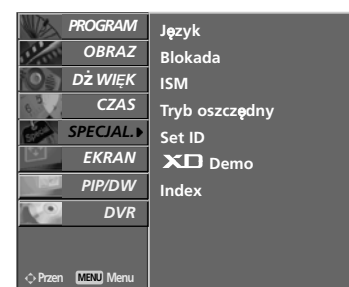 PROGRAM
OBRAZ
DŻWIĘK
CZAS
SPECJAL.
EKRAN
PIP/DW
DVR
Przen MENU Menu
Język
Blokada
ISM
Tryb oszczędny
Set ID
XD Demo
Index